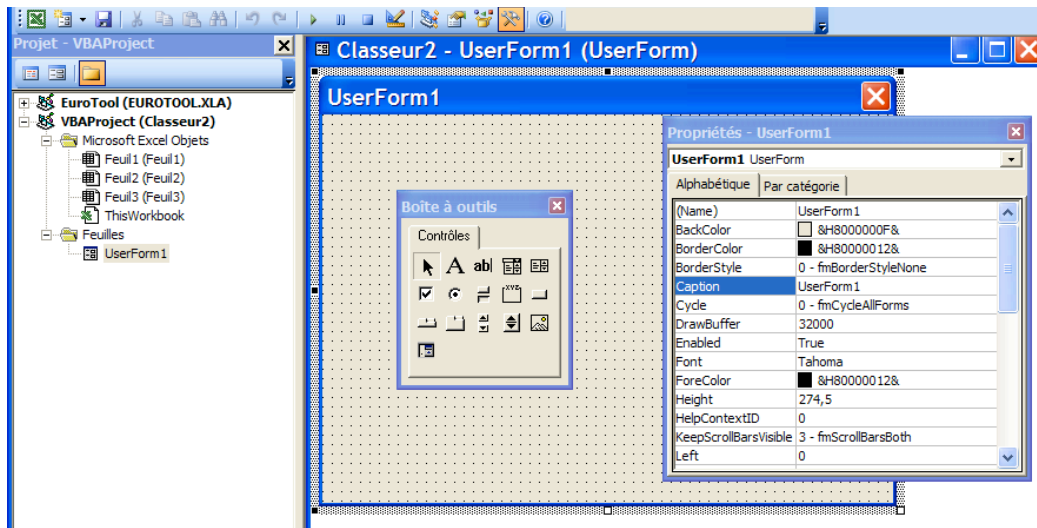 Projet - VBAProject
EuroTool (EUROTOOL.XLA)
VBAProject (Classeur2)
Microsoft Excel Objets
Feuil1 (Feuil1)
Feuil2 (Feuil2)
Feuil3 (Feuil3)
ThisWorkbook
Feuilles
UserForm1
Classeur2 - UserForm1 (UserForm)
UserForm1
Boîte à outils
Contrôles
A ab|
XYZ
Propriétés - UserForm1
UserForm1 UserForm
Alphabétique Par catégorie
(Name) UserForm1
BackColor &H8000000F&
BorderColor &H80000012&
BorderStyle 0 - fmBorderStyleNone
Caption UserForm1
Cycle 0 - fmCycleAllForms
DrawBuffer 32000
Enabled True
Font Tahoma
ForeColor &H80000012&
Height 274,5
HelpContextID 0
KeepScrollBarsVisible 3 - fmScrollBarsBoth
Left 0